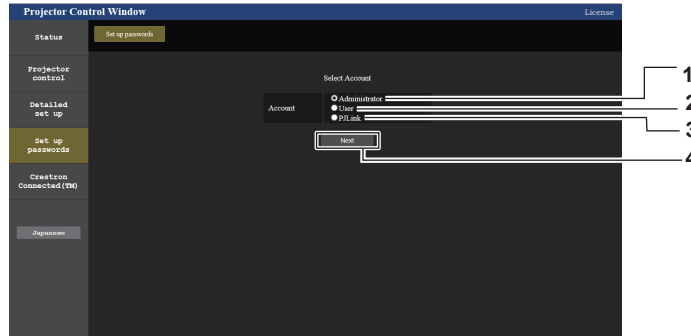 Projector Control Window
License
Status
Set up passwords
Projector
control
Detailed
set up
Set up
passwords
Crestron
Connected(TM)
Japanese
Select Account
Account
Administrator
User
PJLink
Next
1
2
3
4